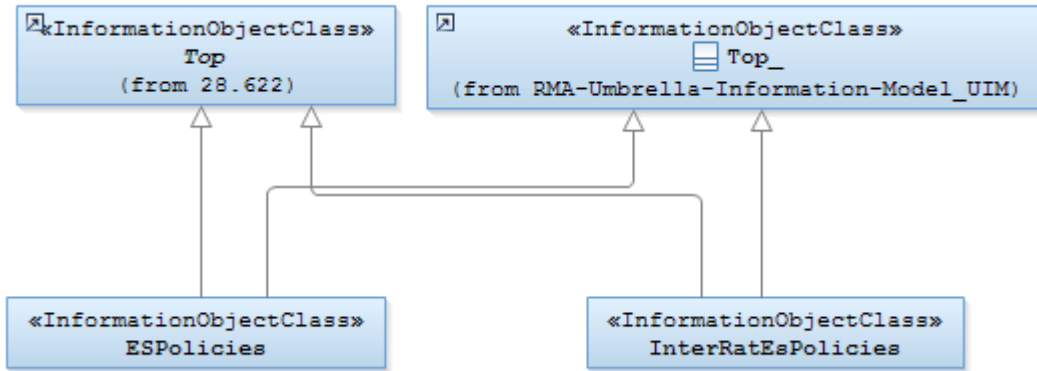 «InformationObjectClass»
Top
(from 28.622)
«InformationObjectClass»
Top_
(from RMA-Umbrella-Information-Model_UIM)
«InformationObjectClass»
ESPolicies
«InformationObjectClass»
InterRatEsPolicies